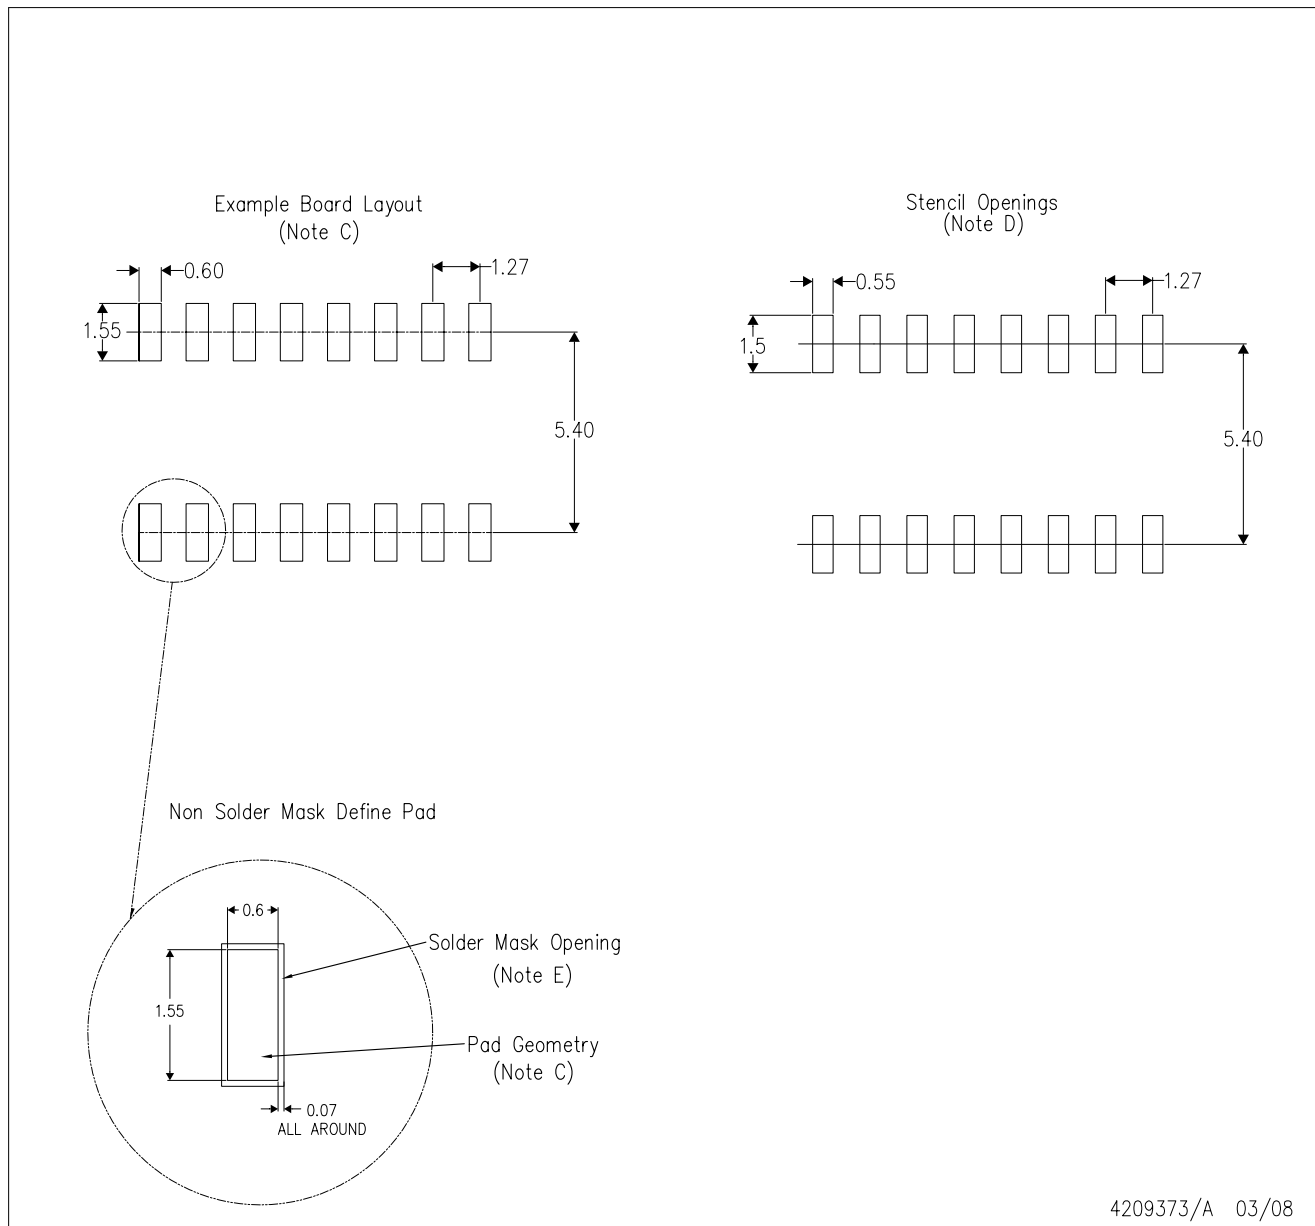 Example Board Layout
(Note C)
0.60
1.27
1.55
5.40
Stencil Openings
(Note D)
0.55
1.27
1.5
5.40
Non Solder Mask Define Pad
0.6
1.55
Solder Mask Opening
(Note E)
Pad Geometry
(Note C)
0.07
ALL AROUND
4209373/A 03/08